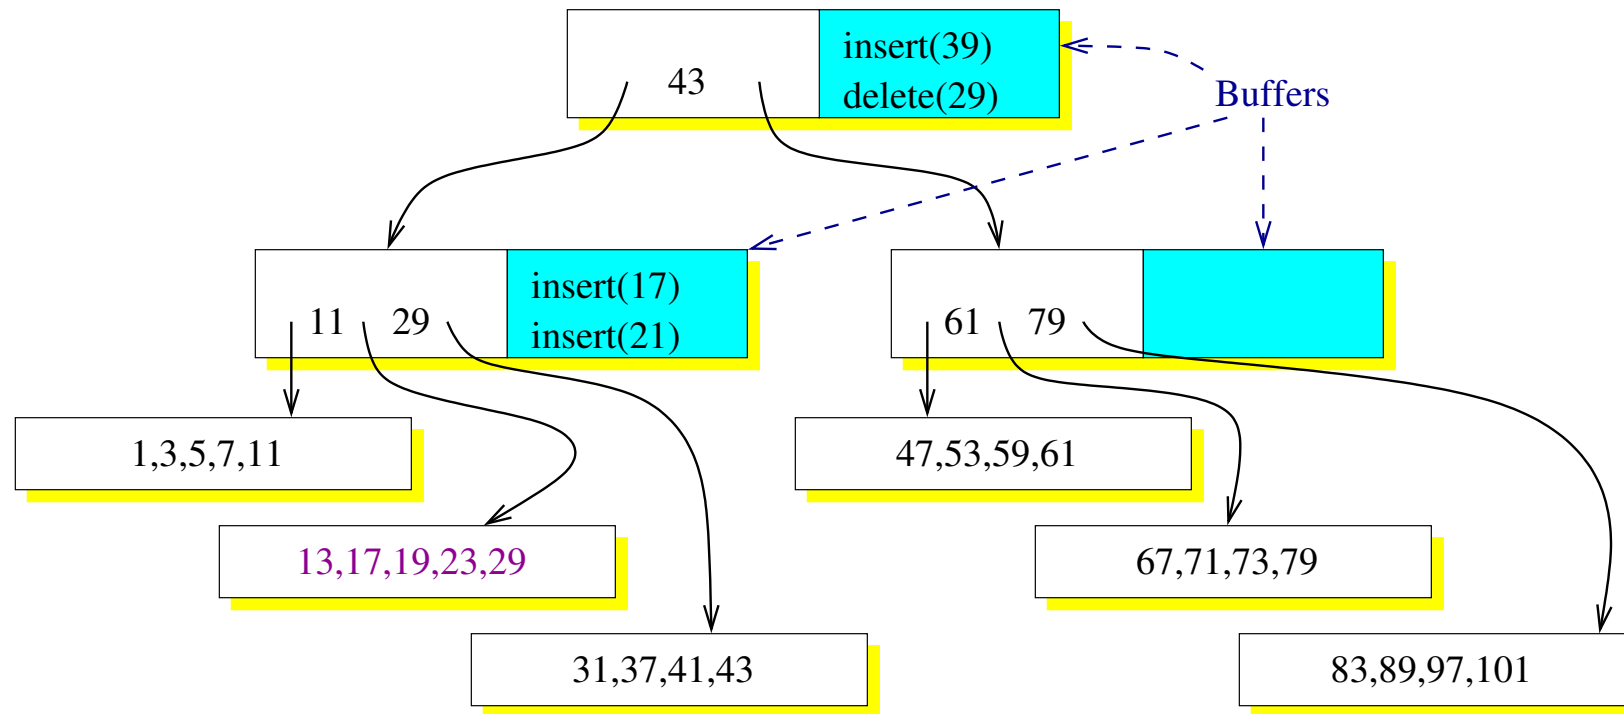 insert(39)
43
delete(29)
Buffers
insert(17)
11 29
insert(21)
61 79
1,3,5,7,11
47,53,59,61
13,17,19,23,29
67,71,73,79
31,37,41,43
83,89,97,101